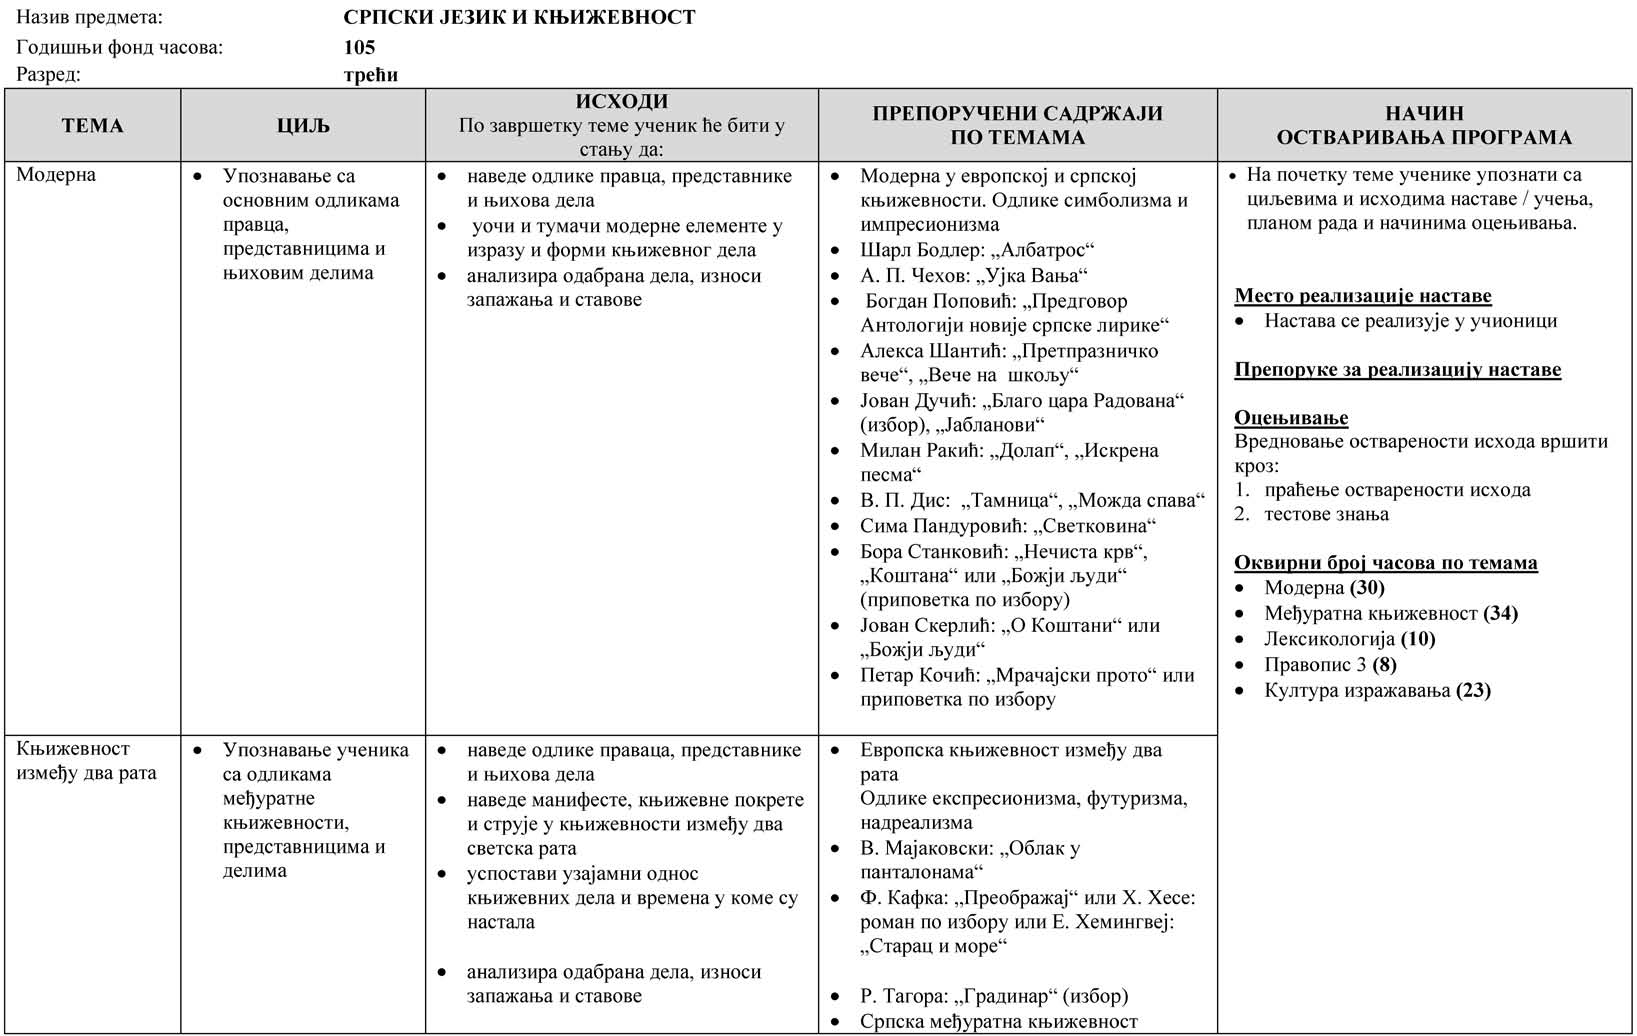 Назив предмета: СРПСКИ ЈЕЗИК И КЊИЖЕВНОСТ
Годишњи фонд часова: 105
Разред: трећи
ТЕМА
ЦИЉ
ИСХОДИ
По завршетку теме ученик ће бити у
стању да:
ПРЕПОРУЧЕНИ САДРЖАЈИ
ПО ТЕМАМА
НАЧИН
ОСТВАРИВАЊА ПРОГРАМА
Модерна
• Упознавање са
основним одликама
правца,
представницима и
њиховим делима
• наведе одлике правца, представнике
и њихова дела
• уочи и тумачи модерне елементе у
изразу и форми књижевног дела
• анализира одабрана дела, износи
запажања и ставове
• Модерна у европској и српској
књижевности. Одлике симболизма и
импресионизма
• Шарл Бодлер: „Албатрос“
• А. П. Чехов: „Ујка Вања“
• Богдан Поповић: „Предговор
Антологији новије српске лирике“
• Алекса Шантић: „Претпразничко
вече“, „Вече на шкољу“
• Јован Дучић: „Благо цара Радована“
(избор), „Јабланови“
• Милан Ракић: „Долап“, „Искрена
песма“
• В. П. Дис: „Тамница“, „Можда спава“
• Сима Пандуровић: „Светковина“
• Бора Станковић: „Нечиста крв“,
„Коштана“ или „Божји људи“
(приповетка по избору)
• Јован Скерлић: „О Коштани“ или
„Божји људи“
• Петар Кочић: „Мрачајски прото“ или
приповетка по избору
• На почетку теме ученике упознати са
циљевима и исходима наставе / учења,
планом рада и начинима оцењивања.
Место реализације наставе
• Настава се реализује у учионици
Препоруке за реализацију наставе
Оцењивање
Вредновање остварености исхода вршити
кроз:
1. праћење остварености исхода
2. тестове знања
Оквирни број часова по темама
• Модерна (30)
• Међуратна књижевност (34)
• Лексикологија (10)
• Правопис 3 (8)
• Култура изражавања (23)
Књижевност
између два рата
• Упознавање ученика
са одликама
међуратне
књижевности,
представницима и
делима
• наведе одлике праваца, представнике
и њихова дела
• наведе манифесте, књижевне покрете
и струје у књижевности између два
светска рата
• успостави узајамни однос
књижевних дела и времена у коме су
настала
• анализира одабрана дела, износи
запажања и ставове
• Европска књижевност између два
рата
Одлике експресионизма, футуризма,
надреализма
• В. Мајаковски: „Облак у
панталонама“
• Ф. Кафка: „Преображај“ или Х. Хесе:
роман по избору или Е. Хемингвеј:
„Старац и море“
• Р. Тагора: „Градинар“ (избор)
• Српска међуратна књижевност